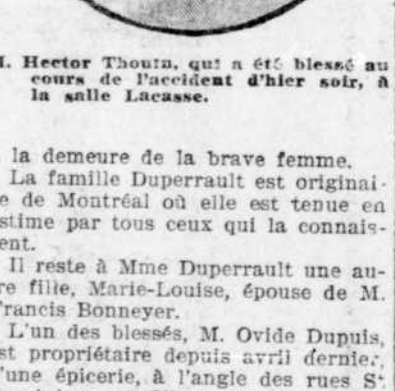 I. Hector Thouin, qui a été blessé au
cours de l'accident d'hier soir, à
la salle Lacasse.
la demeure de la brave femme.
La famille Duperrault est originai-
e de Montréal où elle est tenue en
stime par tous ceux qui la connais-
ent.
Il reste à Mme Duperrault une au-
re fille, Marie-Louise, épouse de M.
rancis Bonneyer.
L'un des blessés, M. Ovide Dupuis,
st propriétaire depuis avril dernier,
'une épicerie, à l'angle des rues St